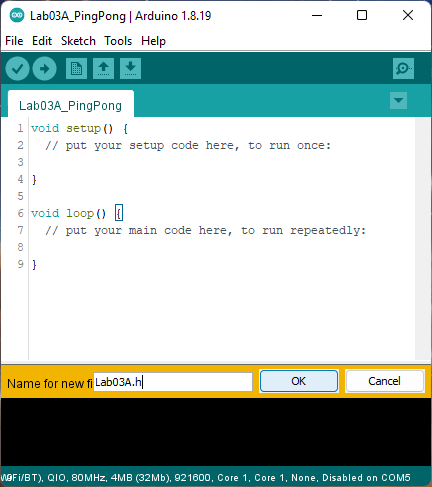 Lab03A_PingPong | Arduino 1.8.19
File Edit Sketch Tools Help
Lab03A_PingPong
1 void setup() {
2 // put your setup code here, to run once:
3
4 }
5
6 void loop() {
7 // put your main code here, to run repeatedly:
8
9 }
Name for new fi Lab03A.h OK Cancel
Fi/BT), QIO, 80MHz, 4MB (32Mb), 921600, Core 1, Core 1, None, Disabled on COM5